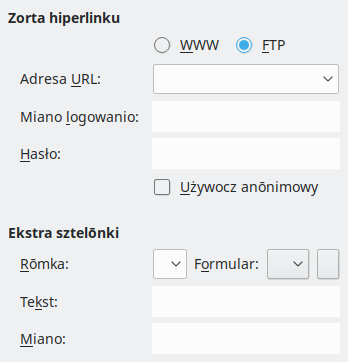 Zorta hiperlinku
WWW FTP
Adresa URL:
Miano logowanio:
Hasło:
Używocz anōnimowy
Ekstra sztelōnki
Rōmka: Formular:
Tekst:
Miano: